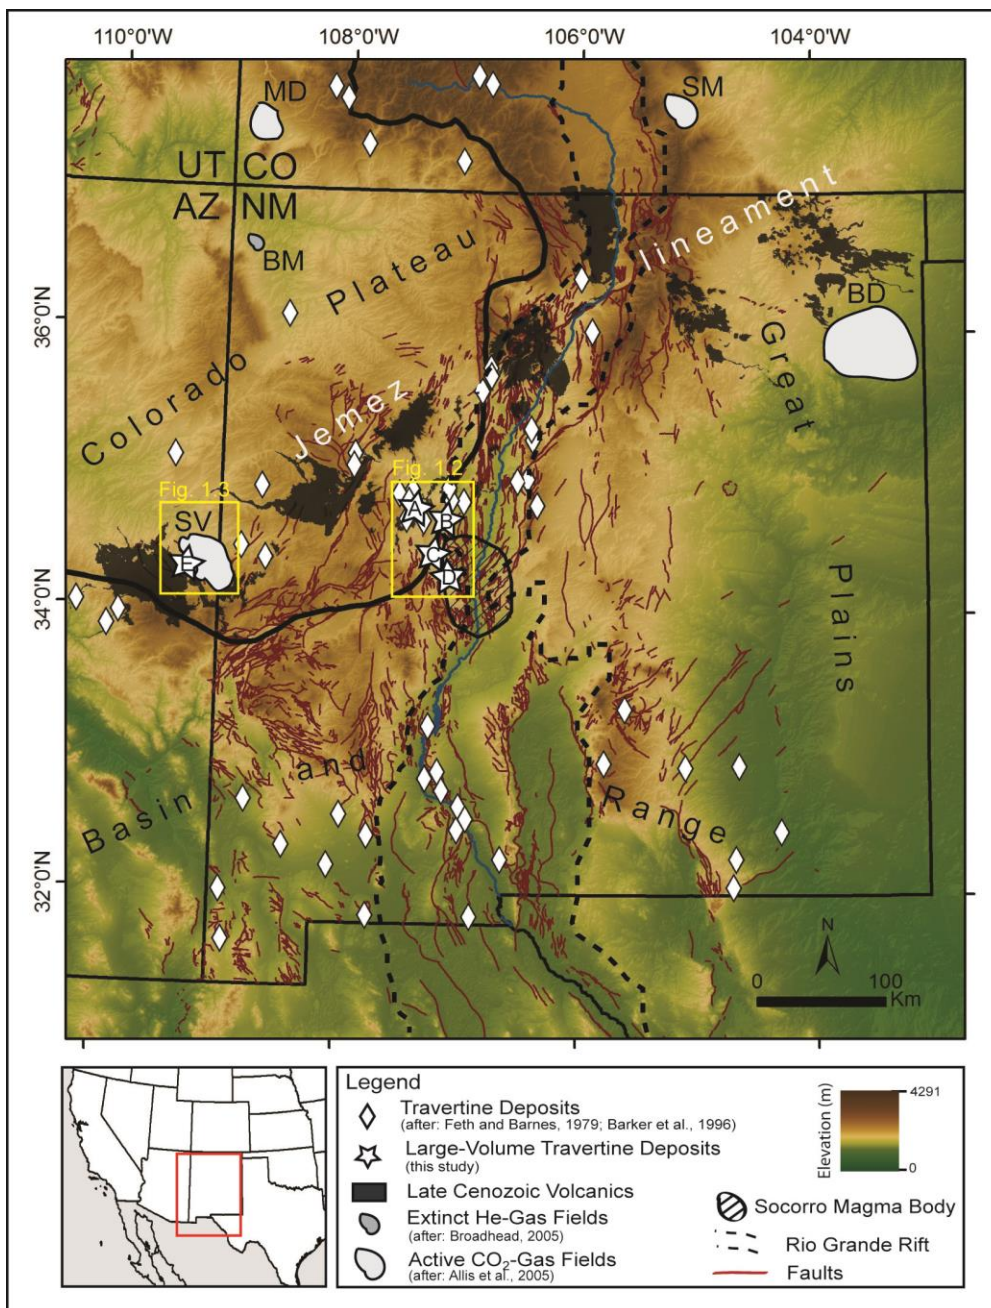 110°0'W 108°0'W 106°0'W 104°0'W
MD
SM
UT CO
AZ NM
BM
Colorado Plateau
Jemez lineament
BD
Great Plains
36°0'N
34°0'N
32°0'N
Fig. 1.3
Fig. 1.2
SV
A
B
C
D
E
Basin and Range
N
0 100
Km
Legend
Travertine Deposits
(after: Feth and Barnes, 1979; Barker et al., 1996)
Large-Volume Travertine Deposits
(this study)
Late Cenozoic Volcanics
Extinct He-Gas Fields
(after: Broadhead, 2005)
Active CO₂-Gas Fields
(after: Allis et al., 2005)
Elevation (m)
4291
0
Socorro Magma Body
Rio Grande Rift
Faults